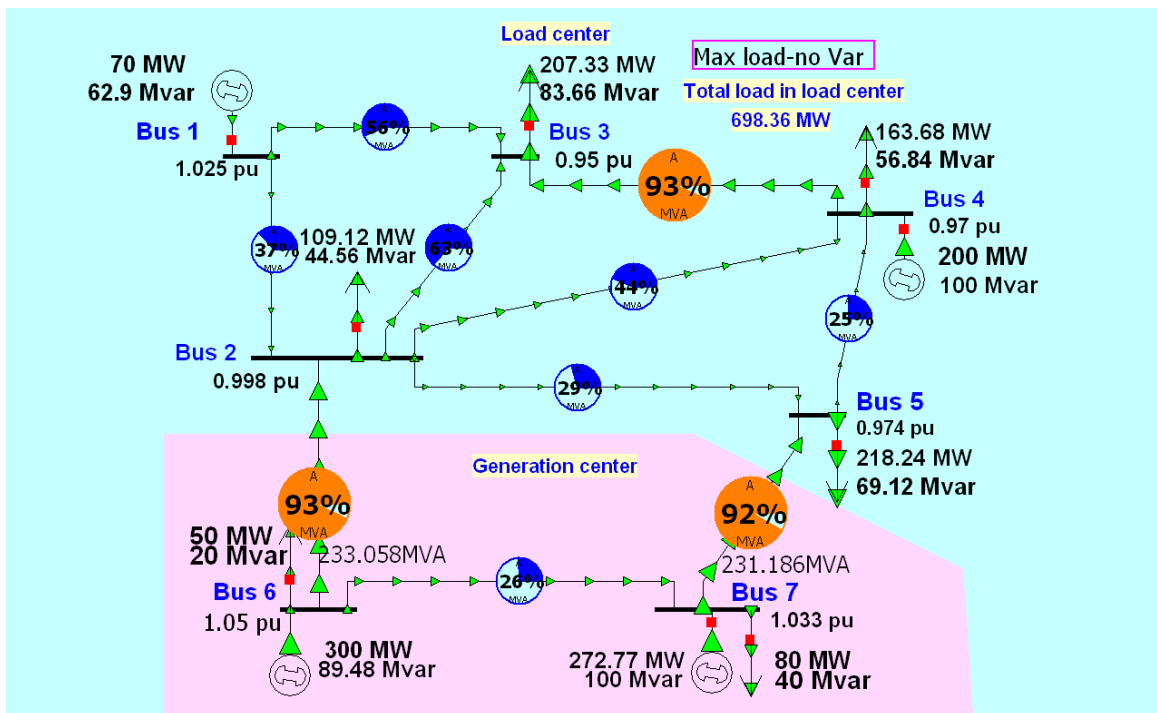 Load center
Max load-no Var
70 MW
62.9 Mvar
207.33 MW
83.66 Mvar
Total load in load center
698.36 MW
A
56%
MVA
Bus 1
1.025 pu
Bus 3
0.95 pu
163.68 MW
56.84 Mvar
A
93%
MVA
Bus 4
0.97 pu
A
37%
MVA
109.12 MW
44.56 Mvar
A
63%
MVA
200 MW
100 Mvar
A
44%
MVA
A
25%
MVA
Bus 2
0.998 pu
A
29%
MVA
Bus 5
0.974 pu
218.24 MW
69.12 Mvar
Generation center
A
93%
MVA
A
92%
MVA
50 MW
20 Mvar
233.058MVA
231.186MVA
Bus 6
1.05 pu
A
26%
MVA
Bus 7
1.033 pu
300 MW
89.48 Mvar
272.77 MW
100 Mvar
80 MW
40 Mvar